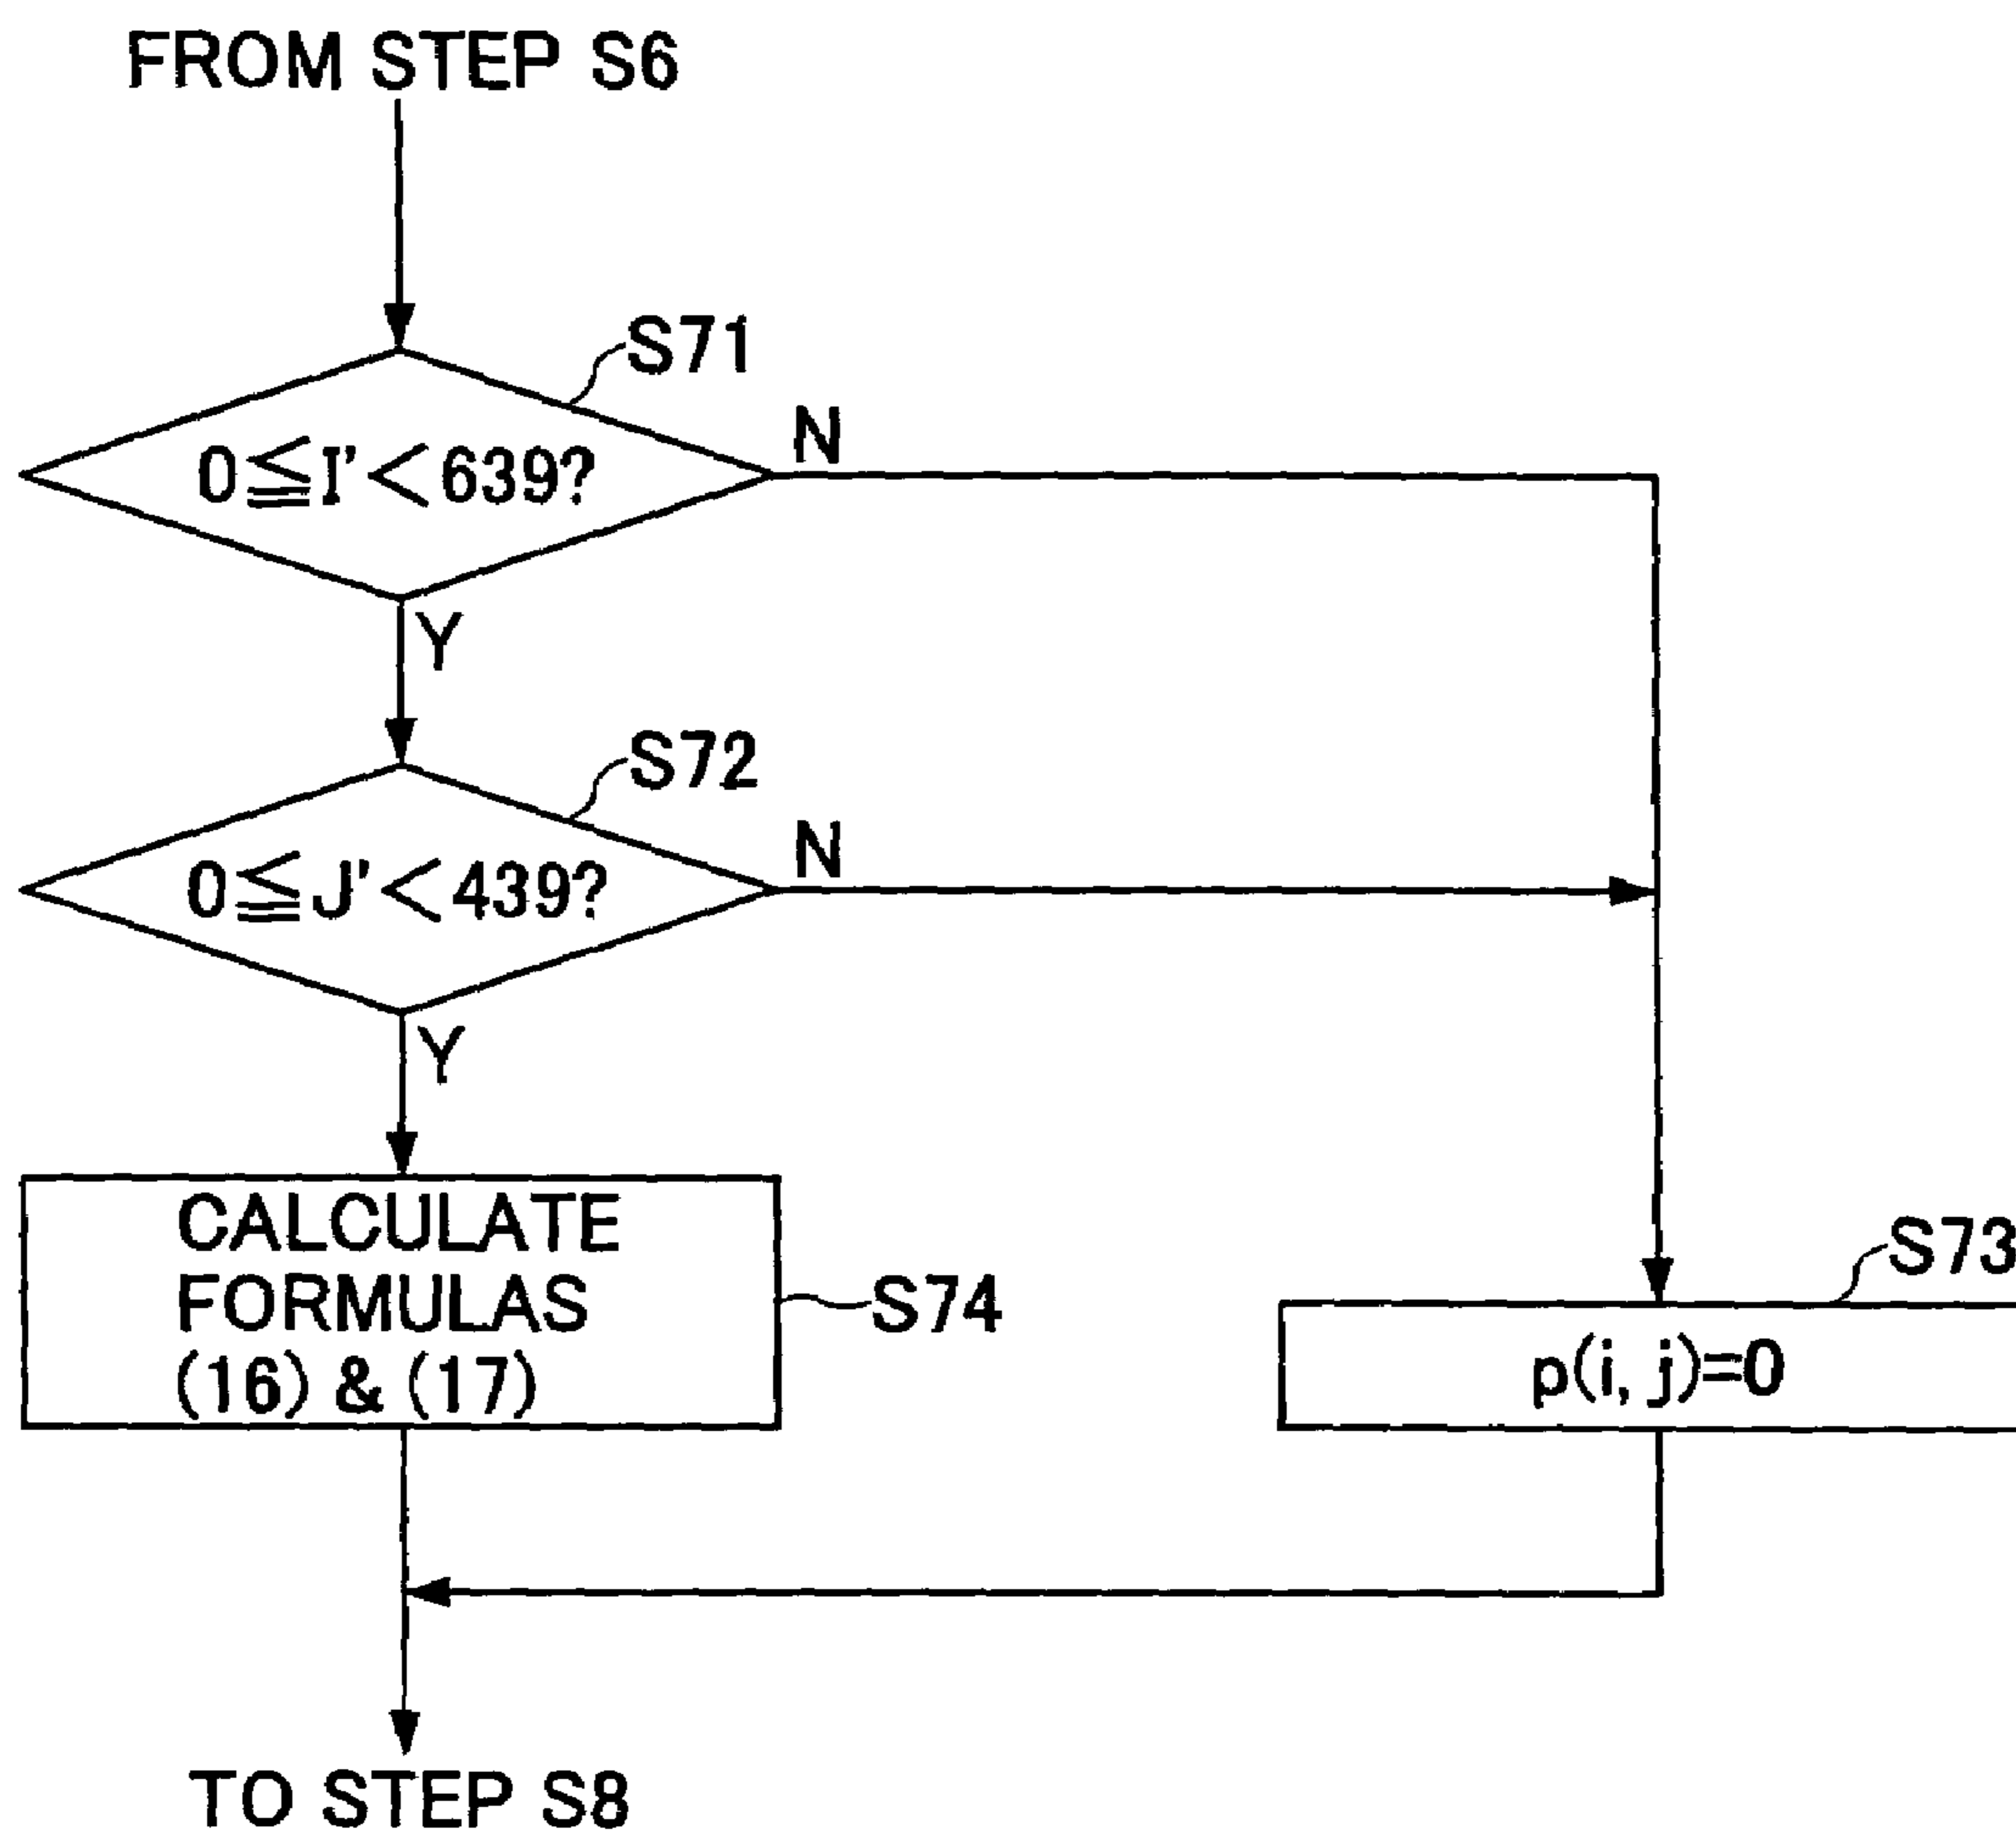 FROM STEP S6
S71
0≦I'<639?
N
Y
S72
0≦J'<439?
N
Y
CALCULATE
FORMULAS
(16) & (17)
S74
S73
p(i, j)=0
TO STEP S8